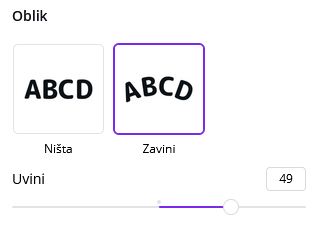 Oblik
ABCD
ABCD
Ništa
Zavini
Uvini
49